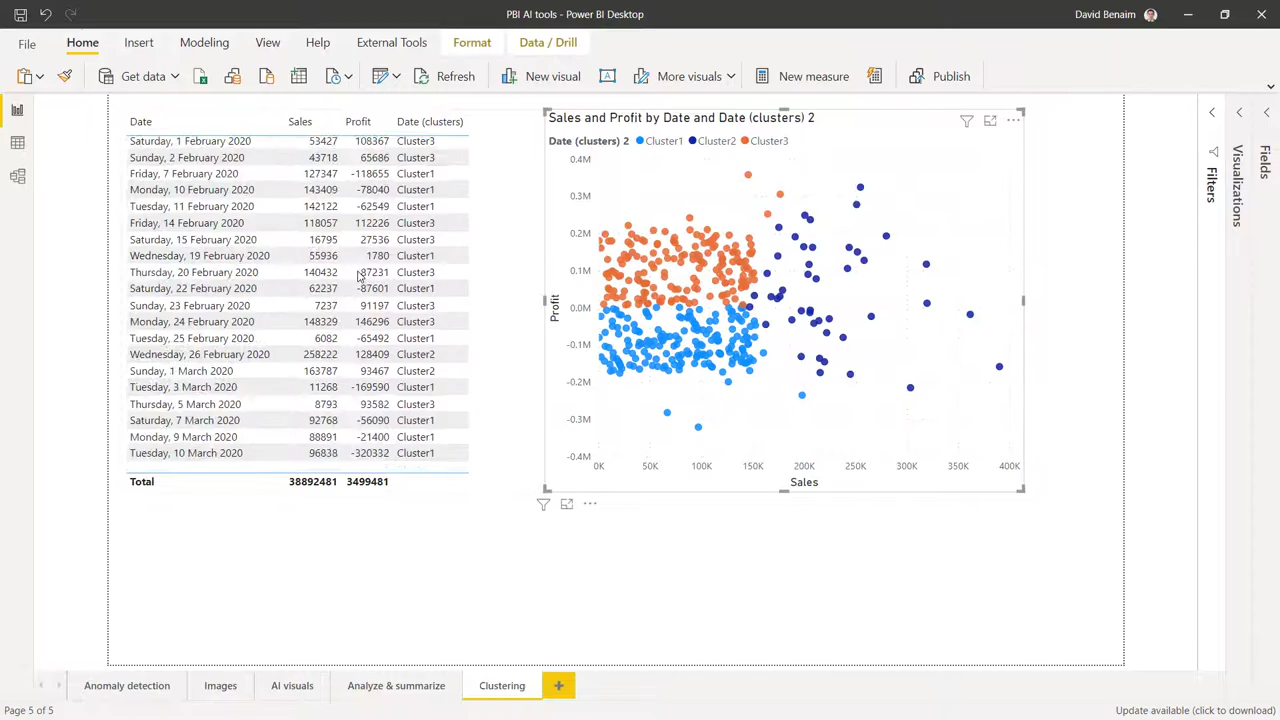 PBI AI tools - Power BI Desktop
David Benaim
File
Home
Insert
Modeling
View
Help
External Tools
Format
Data / Drill
Get data
Refresh
New visual
A
More visuals
New measure
Publish
Date Sales Profit Date (clusters)
Saturday, 1 February 2020 53427 108367 Cluster3
Sunday, 2 February 2020 43718 65686 Cluster3
Friday, 7 February 2020 127347 -118655 Cluster1
Monday, 10 February 2020 143409 -78040 Cluster1
Tuesday, 11 February 2020 142122 -62549 Cluster1
Friday, 14 February 2020 118057 112226 Cluster3
Saturday, 15 February 2020 16795 27536 Cluster3
Wednesday, 19 February 2020 55936 1780 Cluster1
Thursday, 20 February 2020 140432 Cluster3
Saturday, 22 February 2020 62237 -87601 Cluster1
Sunday, 23 February 2020 7237 91197 Cluster3
Monday, 24 February 2020 148329 146296 Cluster3
Tuesday, 25 February 2020 6082 -65492 Cluster1
Wednesday, 26 February 2020 258222 128409 Cluster2
Sunday, 1 March 2020 163787 93467 Cluster2
Tuesday, 3 March 2020 11268 -169590 Cluster1
Thursday, 5 March 2020 8793 93582 Cluster3
Saturday, 7 March 2020 92768 -56090 Cluster1
Monday, 9 March 2020 88891 -21400 Cluster1
Tuesday, 10 March 2020 96838 -320332 Cluster1
Total 38892481 3499481
Sales and Profit by Date and Date (clusters) 2
Date (clusters) 2 Cluster1 Cluster2 Cluster3
0.4M
0.3M
0.2M
0.1M
0.0M
-0.1M
-0.2M
-0.3M
-0.4M
Profit
0K 50K 100K 150K 200K 250K 300K 350K 400K
Sales
Filters
Visualizations
Fields
Anomaly detection
Images
AI visuals
Analyze & summarize
Clustering
Page 5 of 5
Update available (click to download)